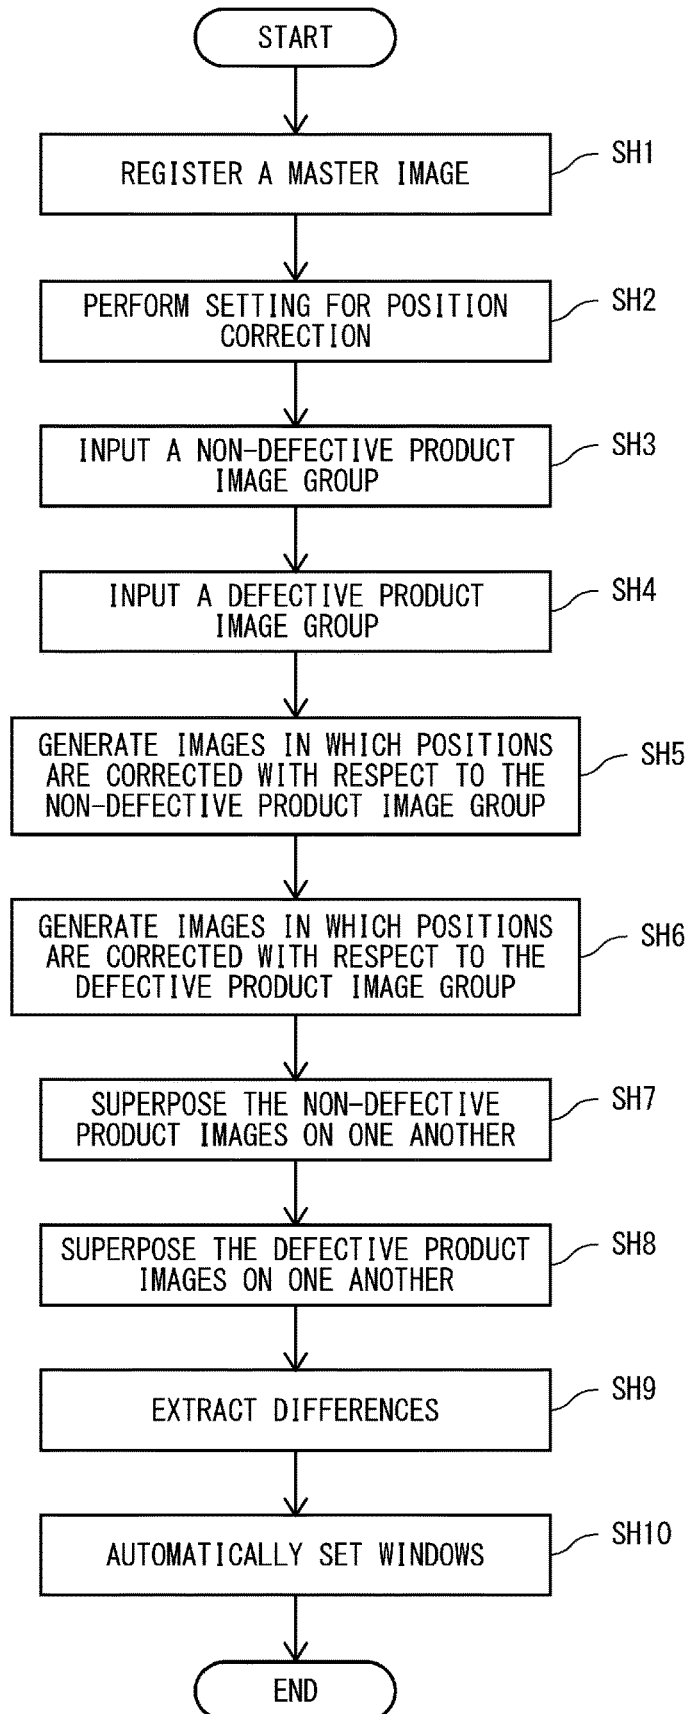 START
REGISTER A MASTER IMAGE
SH1
PERFORM SETTING FOR POSITION
CORRECTION
SH2
INPUT A NON-DEFECTIVE PRODUCT
IMAGE GROUP
SH3
INPUT A DEFECTIVE PRODUCT
IMAGE GROUP
SH4
GENERATE IMAGES IN WHICH POSITIONS
ARE CORRECTED WITH RESPECT TO THE
NON-DEFECTIVE PRODUCT IMAGE GROUP
SH5
GENERATE IMAGES IN WHICH POSITIONS
ARE CORRECTED WITH RESPECT TO THE
DEFECTIVE PRODUCT IMAGE GROUP
SH6
SUPERPOSE THE NON-DEFECTIVE
PRODUCT IMAGES ON ONE ANOTHER
SH7
SUPERPOSE THE DEFECTIVE PRODUCT
IMAGES ON ONE ANOTHER
SH8
EXTRACT DIFFERENCES
SH9
AUTOMATICALLY SET WINDOWS
SH10
END